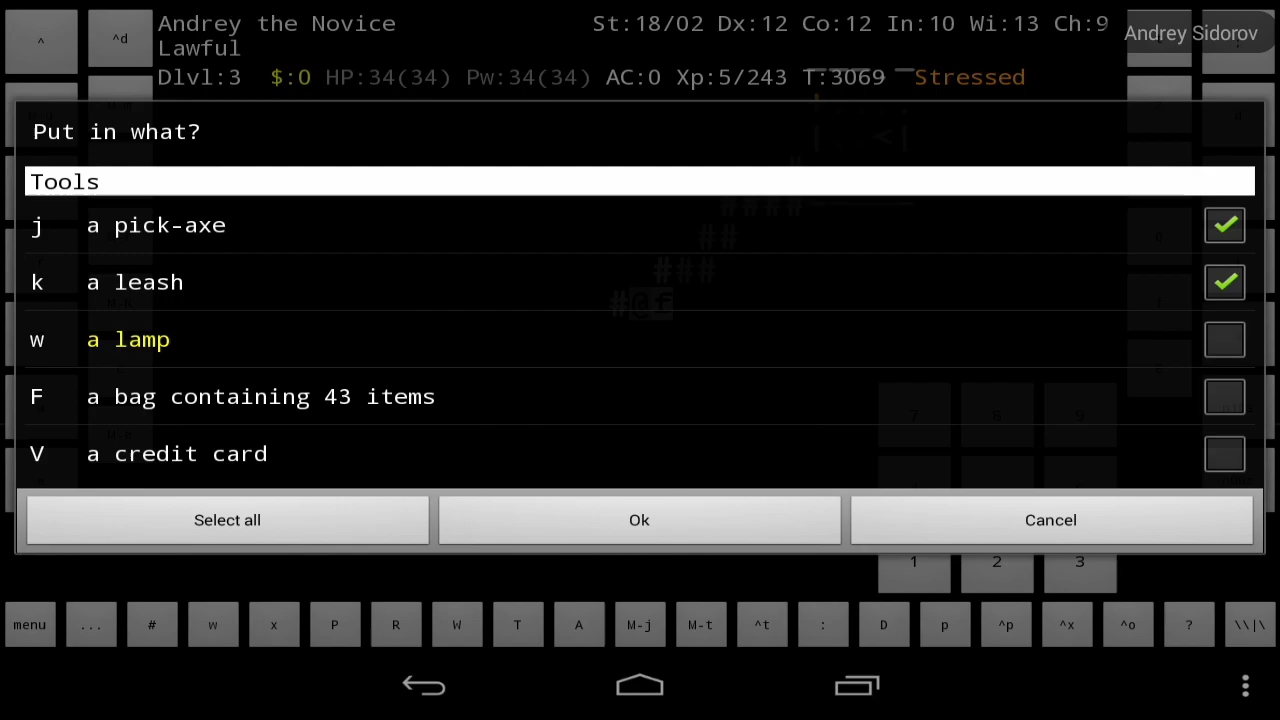 ^
^d
Andrey the Novice
St:18/02 Dx:12 Co:12 In:10 Wi:13 Ch:9
Andrey Sidorov
Lawful
Dlvl:3 $:0 HP:34(34) Pw:34(34) AC:0 Xp:5/243 T:3069 Stressed
Put in what?
Tools
j a pick-axe
k a leash
w a lamp
F a bag containing 43 items
V a credit card
Select all
Ok
Cancel
1 2 3
menu ... # w x P R W T A M-j M-t ^t : D p ^p ^x ^o ? \\|\